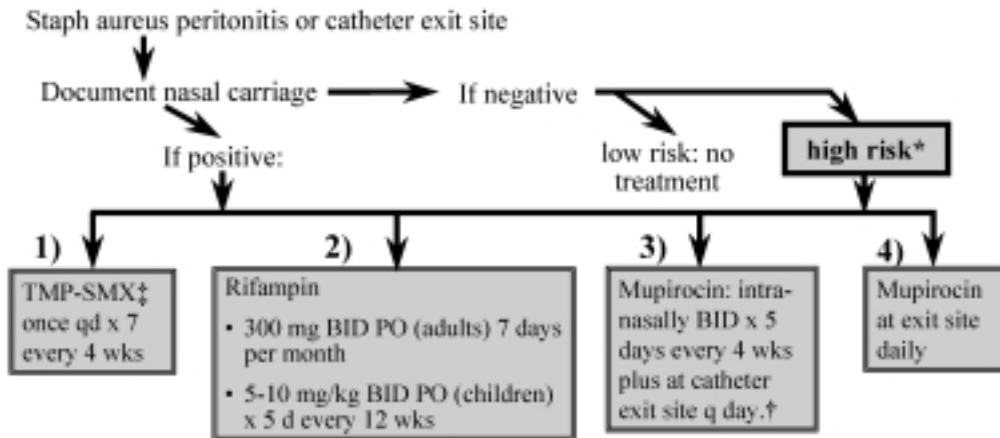 Staph aureus peritonitis or catheter exit site
Document nasal carriage
If negative
If positive:
low risk: no
treatment
high risk*
1)
TMP-SMX‡
once qd x 7
every 4 wks
2)
Rifampin
• 300 mg BID PO (adults) 7 days
per month
• 5-10 mg/kg BID PO (children)
x 5 d every 12 wks
3)
Mupirocin: intra-
nasally BID x 5
days every 4 wks
plus at catheter
exit site q day.†
4)
Mupirocin
at exit site
daily